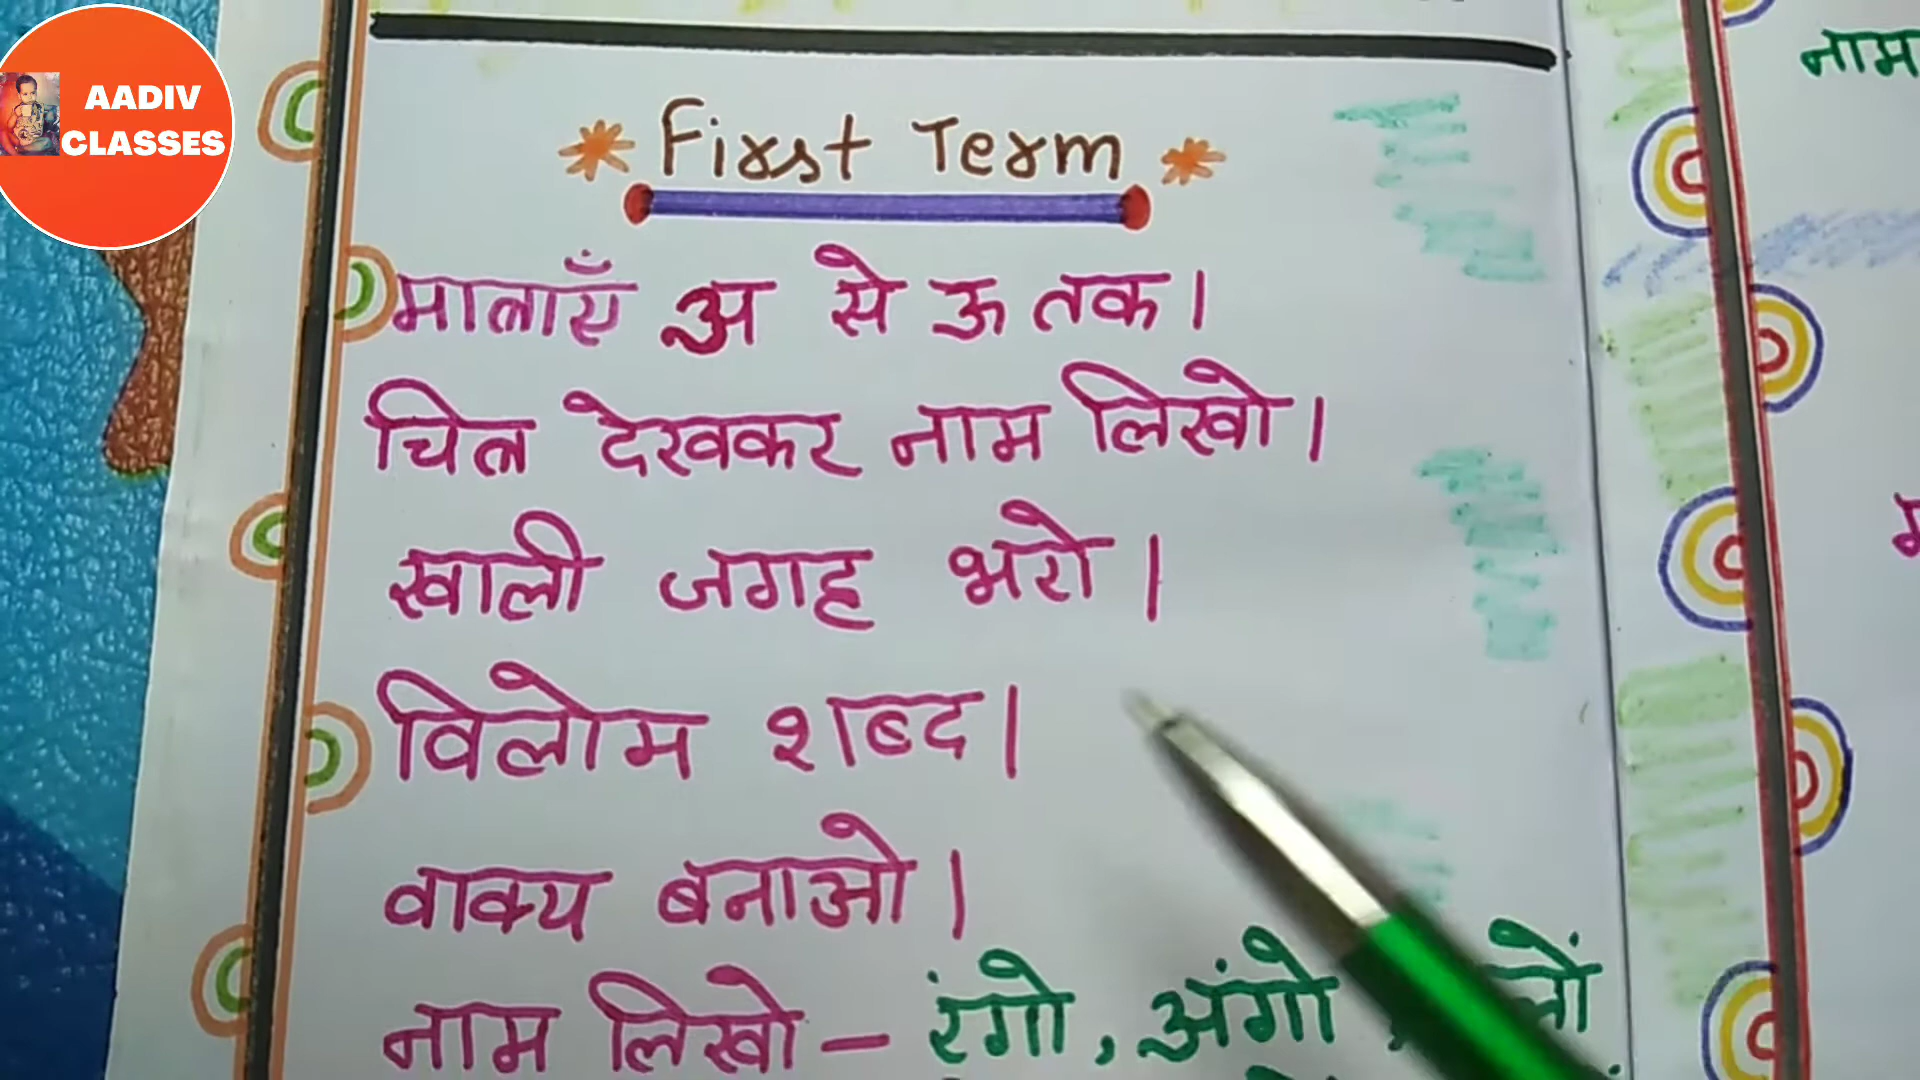 AADIV
CLASSES
First Term
मात्राएँ अ से ऊ तक।
चित्र देखकर नाम लिखो।
खाली जगह भरो।
विलोम शब्द।
वाक्य बनाओ।
नाम लिखो – रंगो, अंगो
नाम